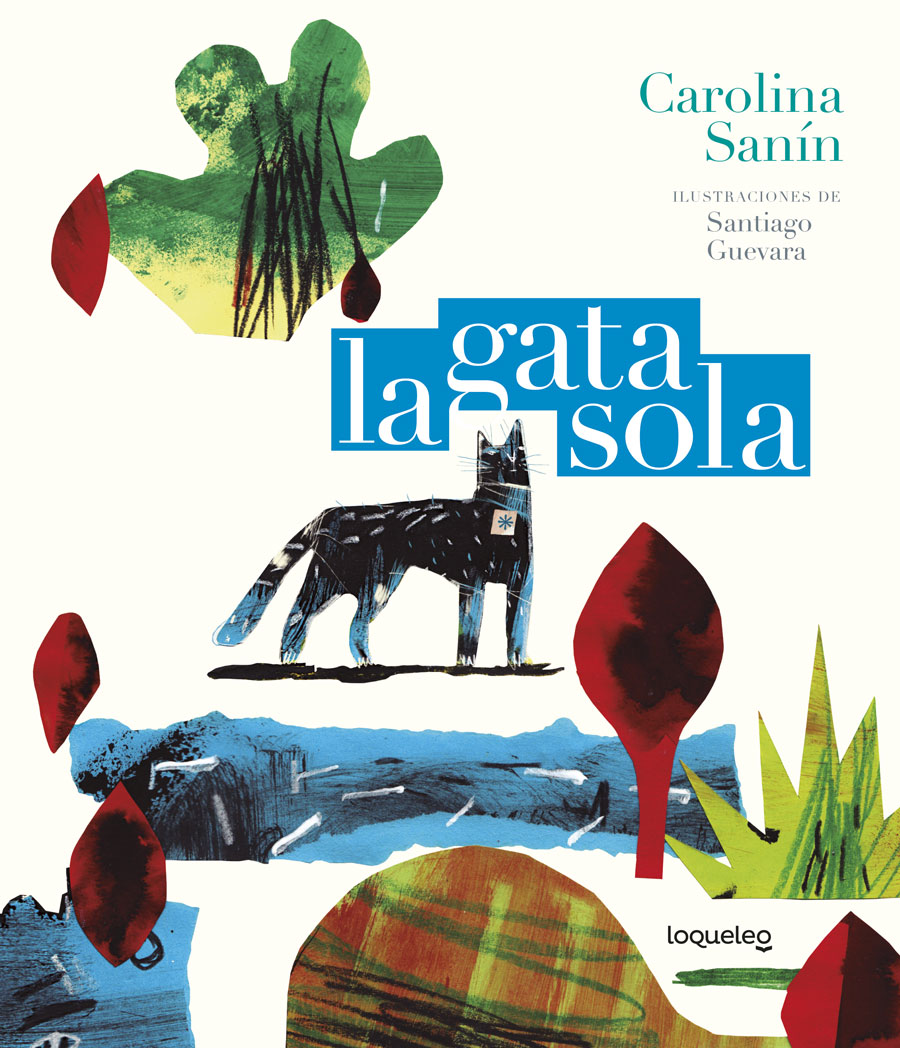 Carolina
Sanín
ILUSTRACIONES DE
Santiago
Guevara
la gata
sola
loqueleo